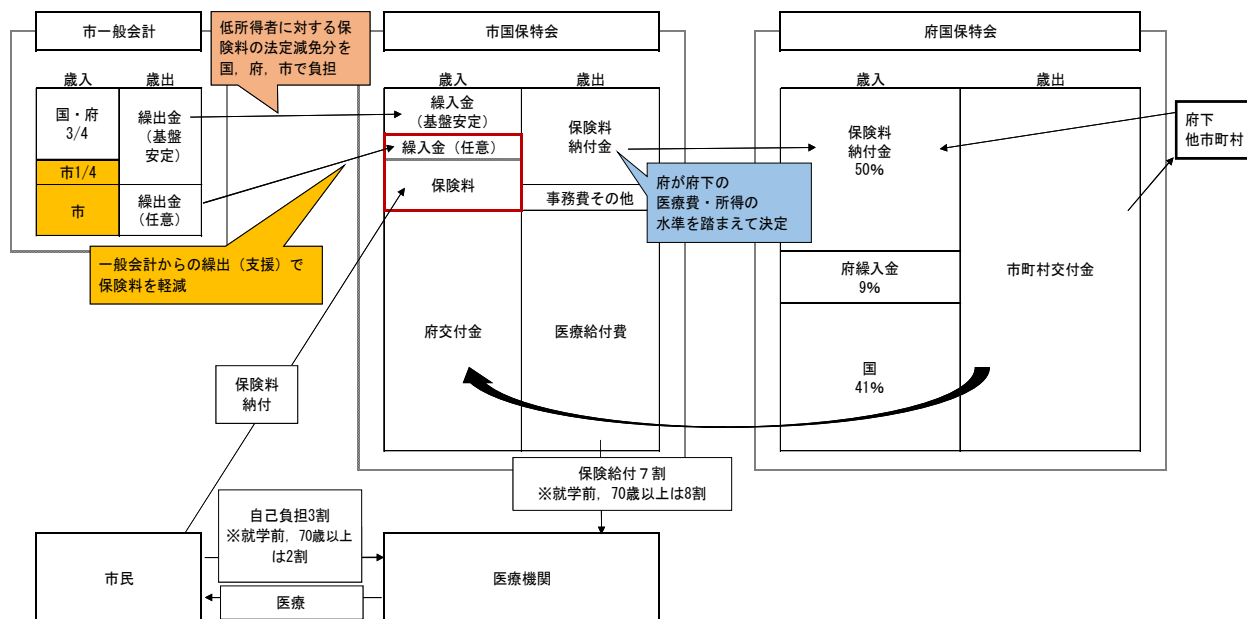 市一般会計
歳入
歳出
国・府
3/4
市1/4
市
繰出金
(基盤
安定)
繰出金
(任意)
低所得者に対する保
険料の法定減免分を
国，府，市で負担
一般会計からの繰出（支援）で
保険料を軽減
市国保特会
歳入
歳出
繰入金
(基盤安定)
繰入金（任意）
保険料
府交付金
保険料
納付金
事務費その他
医療給付費
府が府下の
医療費・所得の
水準を踏まえて決定
府国保特会
歳入
歳出
保険料
納付金
50%
府繰入金
9%
国
41%
市町村交付金
府下
他市町村
保険料
納付
保険給付７割
※就学前，70歳以上は8割
自己負担3割
※就学前，70歳以上
は2割
市民
医療
医療機関